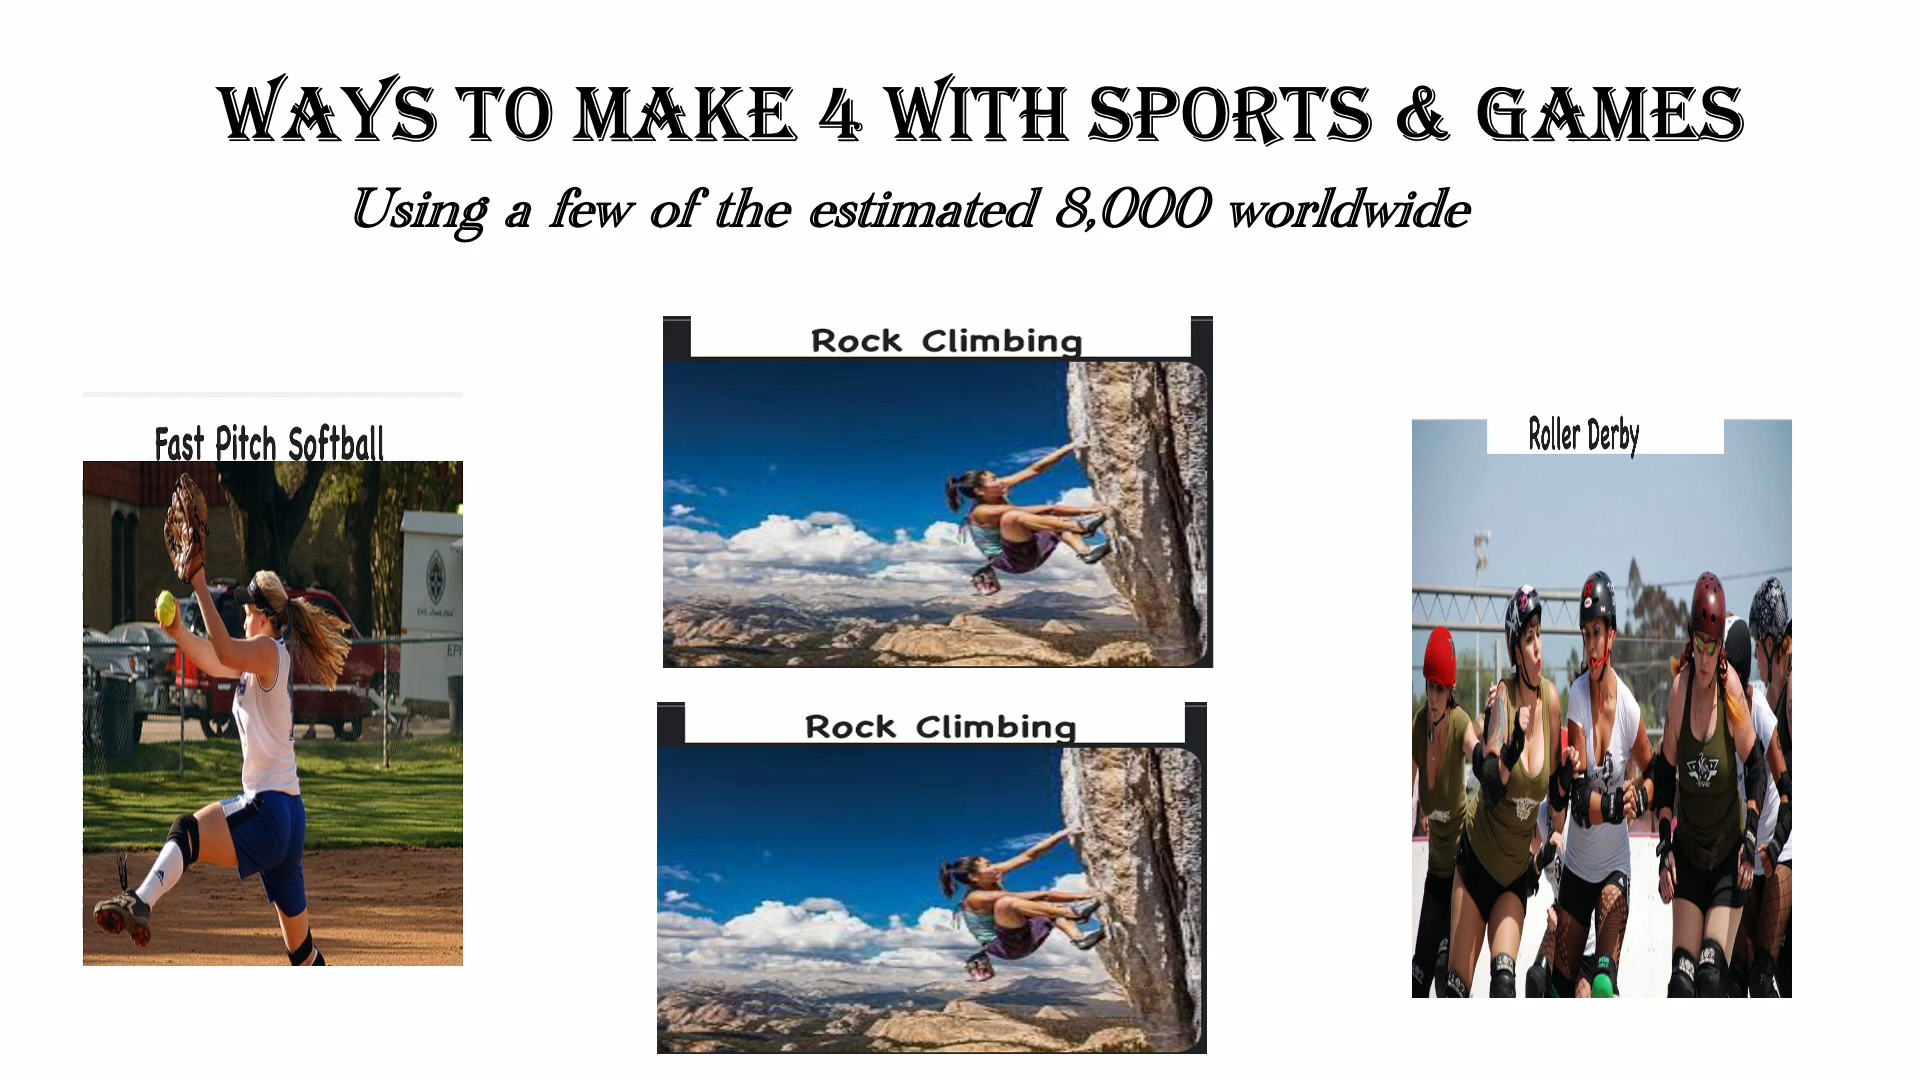 WAYS TO MAKE 4 WITH SPORTS & GAMES
Using a few of the estimated 8,000 worldwide
Fast Pitch Softball
Rock Climbing
Rock Climbing
Roller Derby